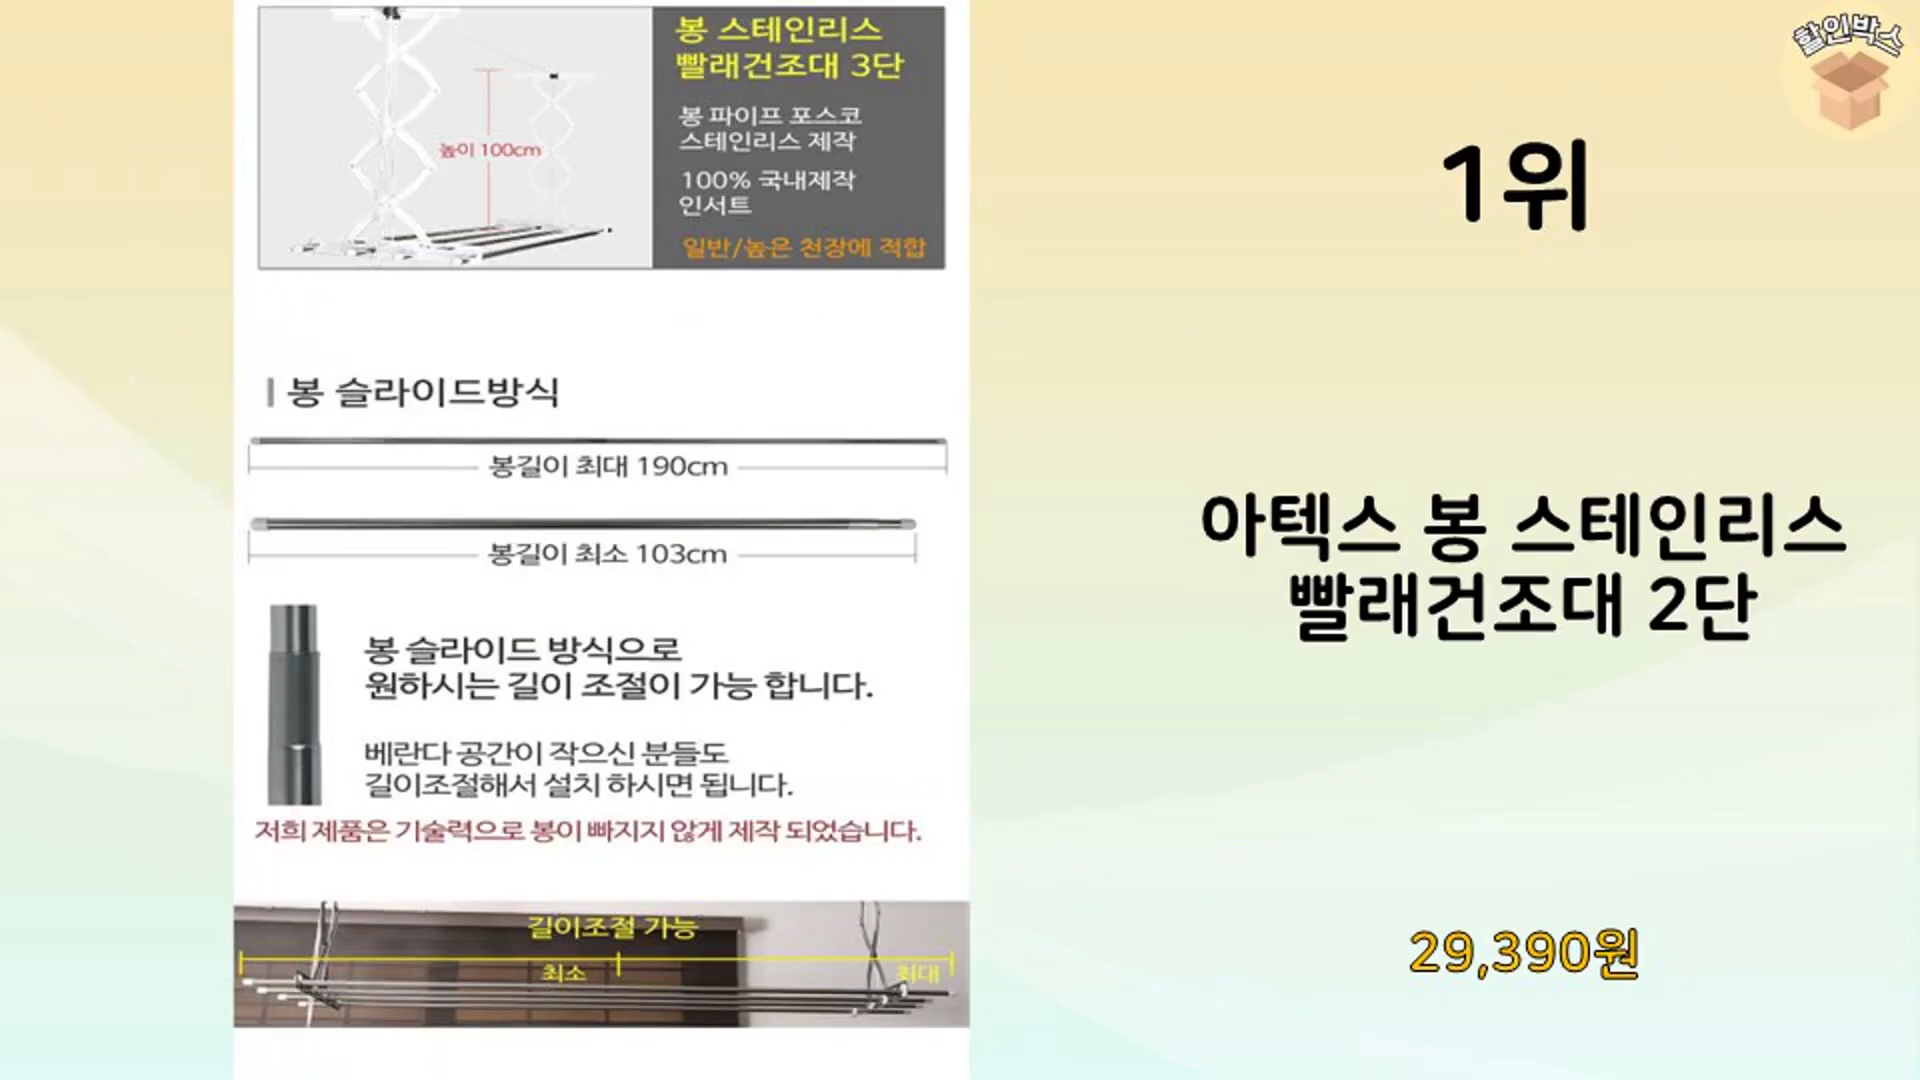 봉 스테인리스
빨래건조대 3단
높이 100cm
봉 파이프 포스코
스테인리스 제작
100% 국내제작
인서트
일반/높은 천장에 적합
봉 슬라이드방식
봉길이 최대 190cm
봉길이 최소 103cm
봉 슬라이드 방식으로
원하시는 길이 조절이 가능 합니다.
베란다 공간이 작으신 분들도
길이조절해서 설치 하시면 됩니다.
저희 제품은 기술력으로 봉이 빠지지 않게 제작 되었습니다.
길이조절 가능
최소
최대
할인박스
1위
아텍스 봉 스테인리스
빨래건조대 2단
29,390원